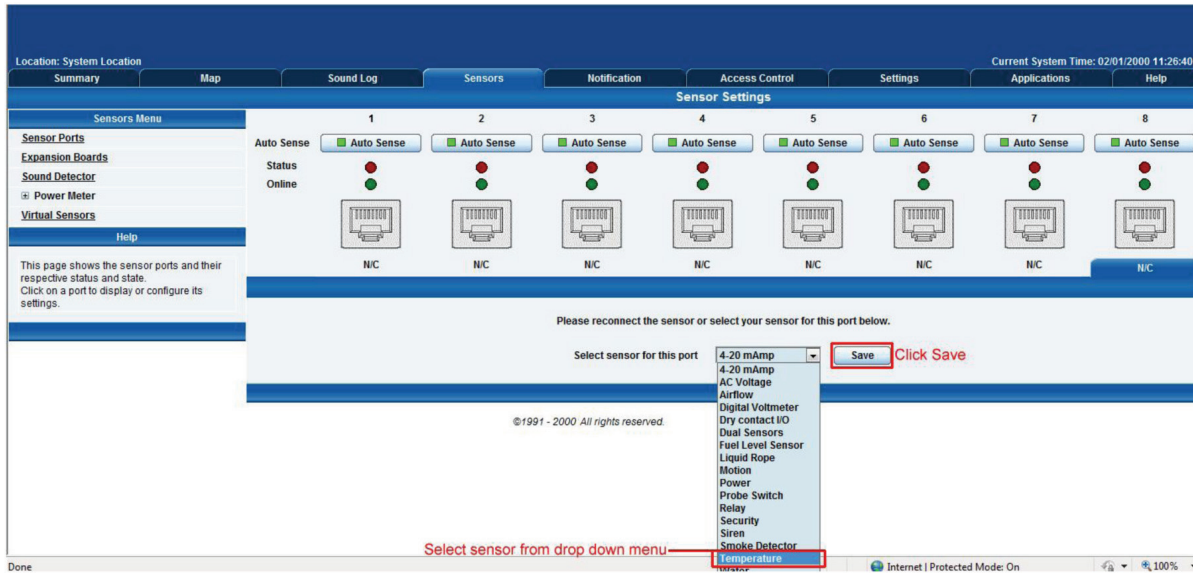 Location: System Location
Current System Time: 02/01/2000 11:26:40
Summary Map Sound Log Sensors Notification Access Control Settings Applications Help
Sensor Settings
Sensors Menu
Sensor Ports
Expansion Boards
Sound Detector
Power Meter
Virtual Sensors
Help
This page shows the sensor ports and their
respective status and state.
Click on a port to display or configure its
settings.
1 2 3 4 5 6 7 8
Auto Sense Auto Sense Auto Sense Auto Sense Auto Sense Auto Sense Auto Sense Auto Sense Auto Sense
Status
Online
N/C N/C N/C N/C N/C N/C N/C N/C
Please reconnect the sensor or select your sensor for this port below.
Select sensor for this port 4-20 mAmp Save Click Save
4-20 mAmp
AC Voltage
Airflow
Digital Voltmeter
Dry contact I/O
Dual Sensors
Fuel Level Sensor
Liquid Rope
Motion
Power
Probe Switch
Relay
Security
Siren
Smoke Detector
Temperature
Water
Select sensor from drop down menu
©1991 - 2000 All rights reserved.
Done
Internet | Protected Mode: On
100%